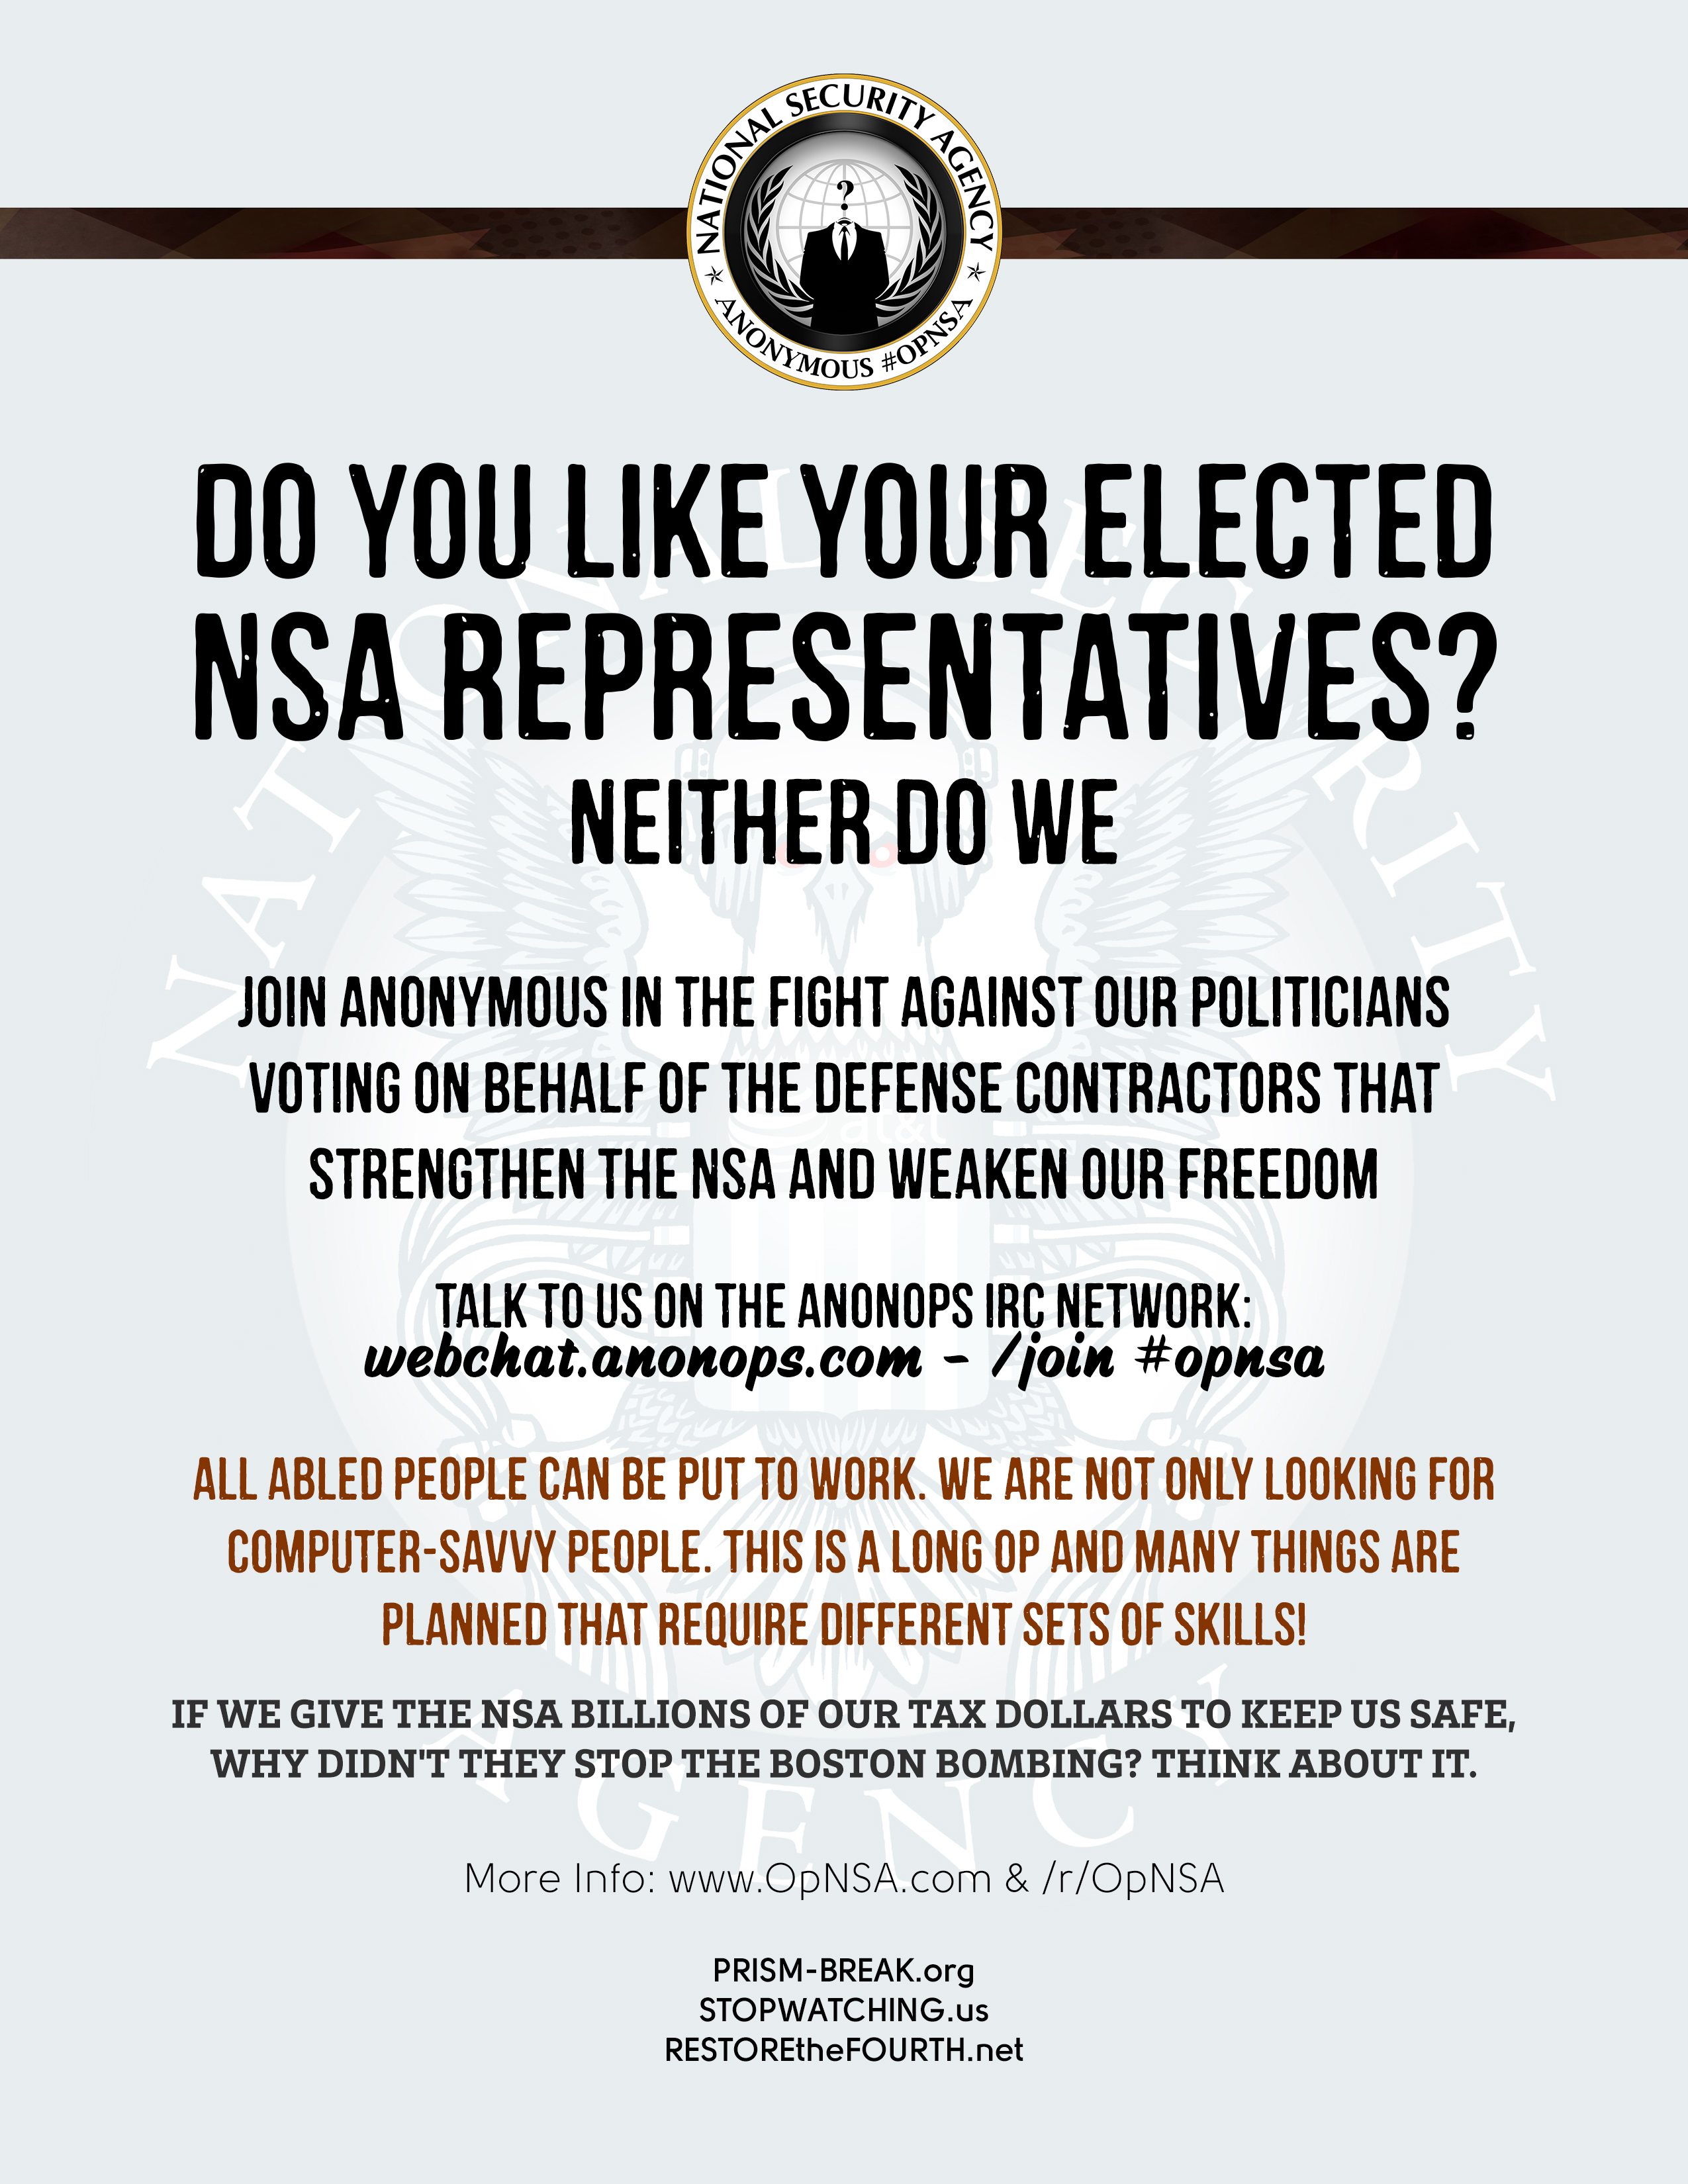 NATIONAL SECURITY AGENCY
?
ANONYMOUS #OPNSA
DO YOU LIKE YOUR ELECTED
NSA REPRESENTATIVES?
NEITHER DO WE
JOIN ANONYMOUS IN THE FIGHT AGAINST OUR POLITICIANS
VOTING ON BEHALF OF THE DEFENSE CONTRACTORS THAT
STRENGTHEN THE NSA AND WEAKEN OUR FREEDOM
TALK TO US ON THE ANONOPS IRC NETWORK:
webchat.anonops.com - /join #opnsa
ALL ABLED PEOPLE CAN BE PUT TO WORK. WE ARE NOT ONLY LOOKING FOR
COMPUTER-SAVVY PEOPLE. THIS IS A LONG OP AND MANY THINGS ARE
PLANNED THAT REQUIRE DIFFERENT SETS OF SKILLS!
IF WE GIVE THE NSA BILLIONS OF OUR TAX DOLLARS TO KEEP US SAFE,
WHY DIDN'T THEY STOP THE BOSTON BOMBING? THINK ABOUT IT.
More Info: www.OpNSA.com & /r/OpNSA
PRISM-BREAK.org
STOPWATCHING.us
RESTOREtheFOURTH.net
NATIONAL SECURITY
at&t
AGENCY